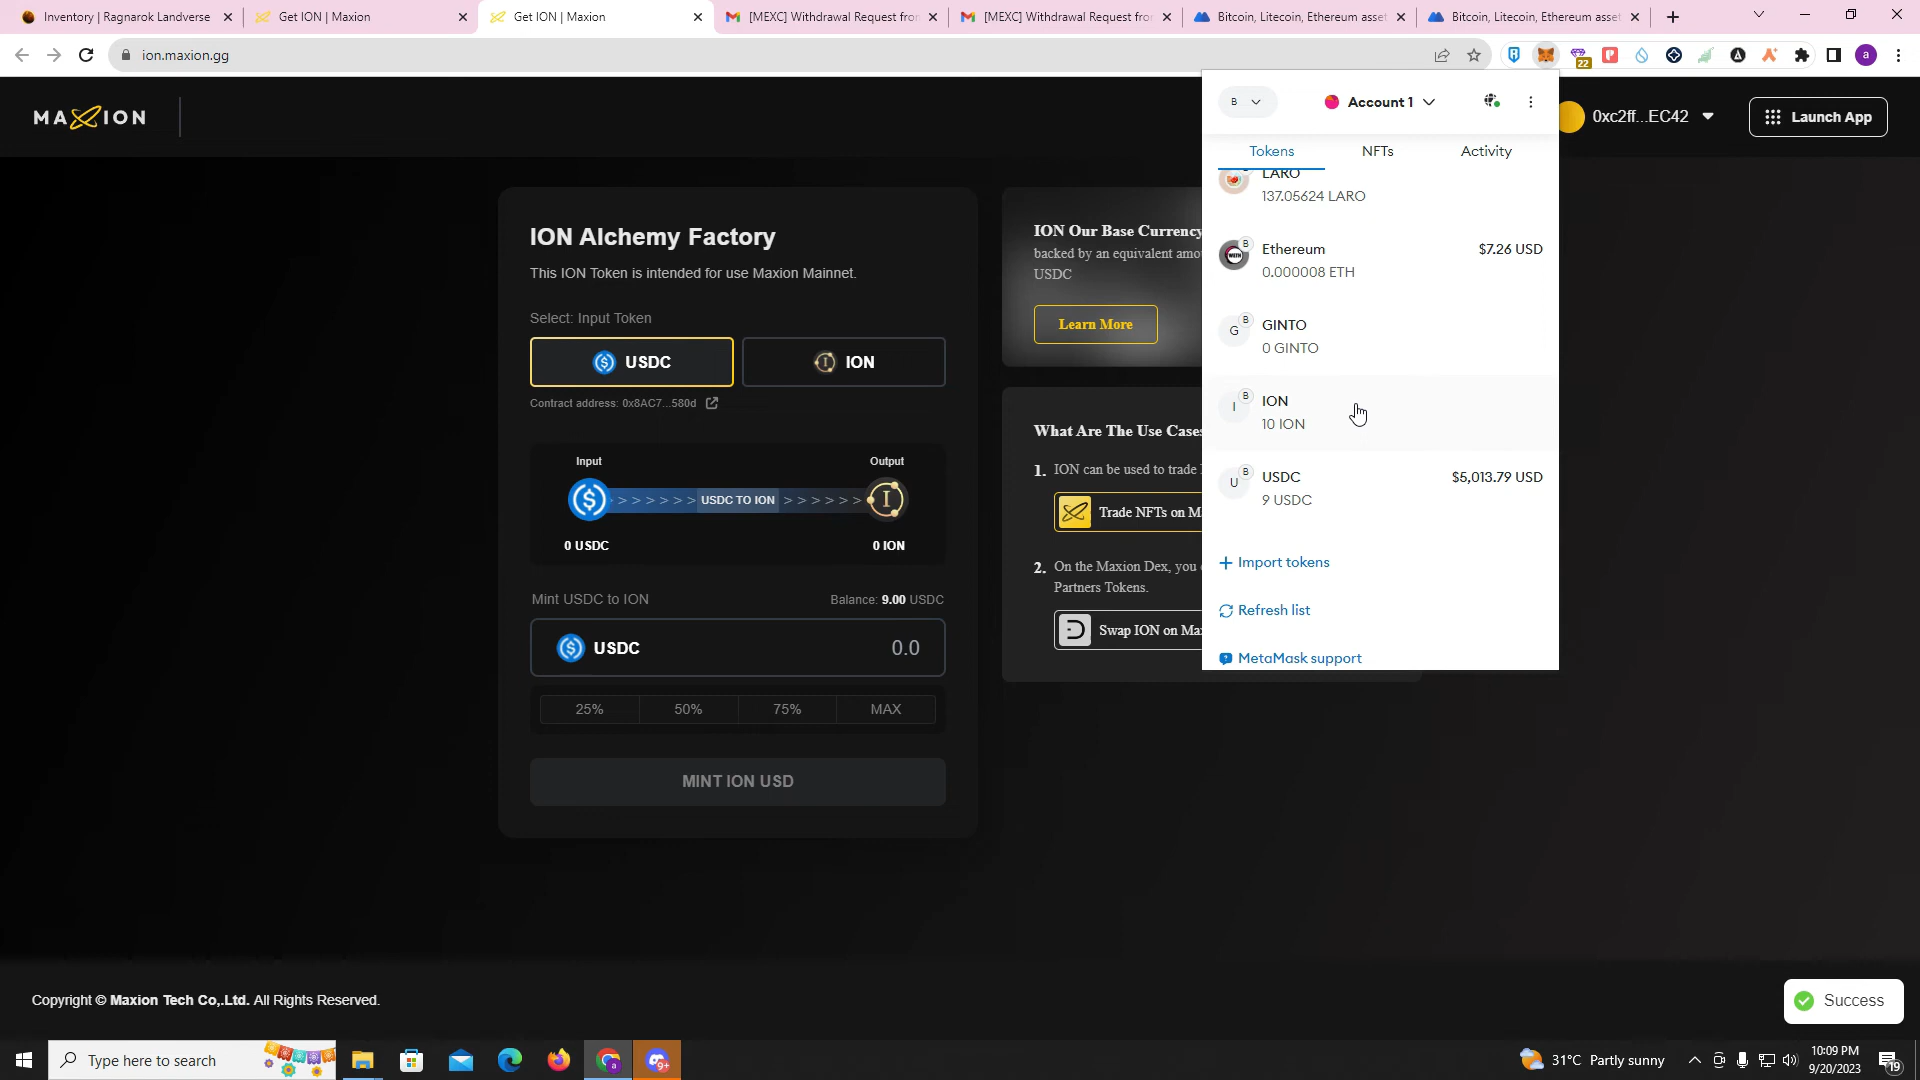 Inventory | Ragnarok Landverse
Get ION | Maxion
Get ION | Maxion
[MEXC] Withdrawal Request fro
[MEXC] Withdrawal Request fro
Bitcoin, Litecoin, Ethereum asset
Bitcoin, Litecoin, Ethereum asset
ion.maxion.gg
22
a
MAXION
B
Account 1
0xc2ff...EC42
Launch App
Tokens
NFTs
Activity
LARO
137.05624 LARO
B
WETH
Ethereum
$7.26 USD
0.000008 ETH
G
B
GINTO
0 GINTO
I
B
ION
10 ION
U
B
USDC
$5,013.79 USD
9 USDC
Import tokens
Refresh list
MetaMask support
ION Alchemy Factory
This ION Token is intended for use Maxion Mainnet.
Select: Input Token
USDC
ION
Contract address: 0x8AC7...580d
Input
Output
> > > > > > USDC TO ION > > > > > >
0 USDC
0 ION
Mint USDC to ION
Balance: 9.00 USDC
USDC
0.0
25%
50%
75%
MAX
MINT ION USD
ION Our Base Currency
backed by an equivalent amo
USDC
Learn More
What Are The Use Cases
1. ION can be used to trade
Trade NFTs on M
2. On the Maxion Dex, you
Partners Tokens.
Swap ION on Ma
Copyright © Maxion Tech Co,.Ltd. All Rights Reserved.
Success
Type here to search
a
9+
31°C Partly sunny
10:09 PM
9/20/2023
19